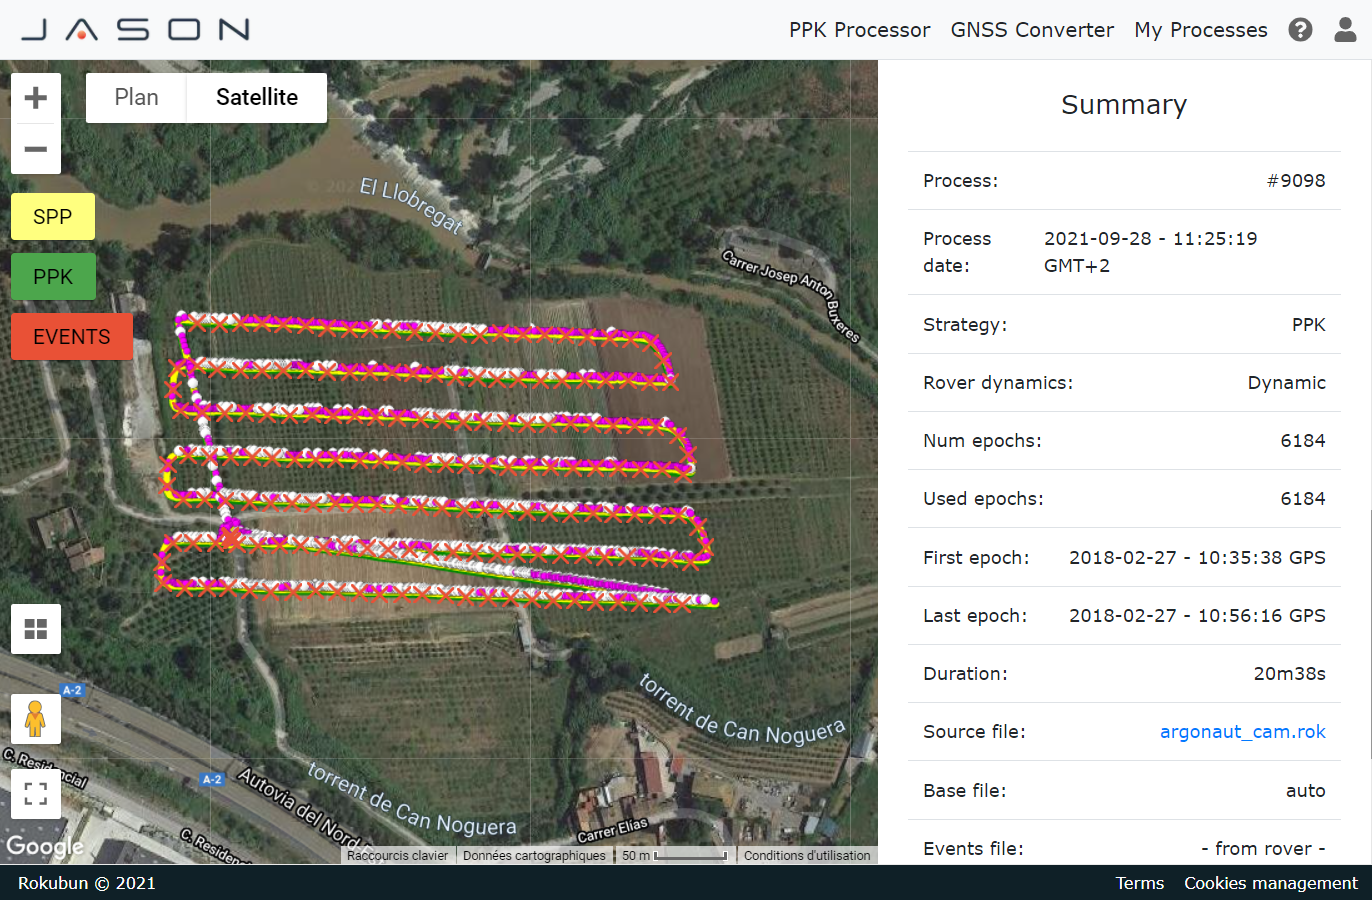 JASON
PPK Processor GNSS Converter My Processes ?
+ Plan Satellite
−
SPP
PPK
EVENTS
El Llobregat
Carrer Josep Anton Buxeres
torrent de Can Noguera
A-2
A-2
Autovia del Nord
torrent de Can Noguera
Carrer Elías
Google
Raccourcis clavier Données cartographiques 50 m Conditions d'utilisation
Summary
Process: #9098
Process 2021-09-28 - 11:25:19
date: GMT+2
Strategy: PPK
Rover dynamics: Dynamic
Num epochs: 6184
Used epochs: 6184
First epoch: 2018-02-27 - 10:35:38 GPS
Last epoch: 2018-02-27 - 10:56:16 GPS
Duration: 20m38s
Source file: argonaut_cam.rok
Base file: auto
Events file: - from rover -
Rokubun © 2021 Terms Cookies management